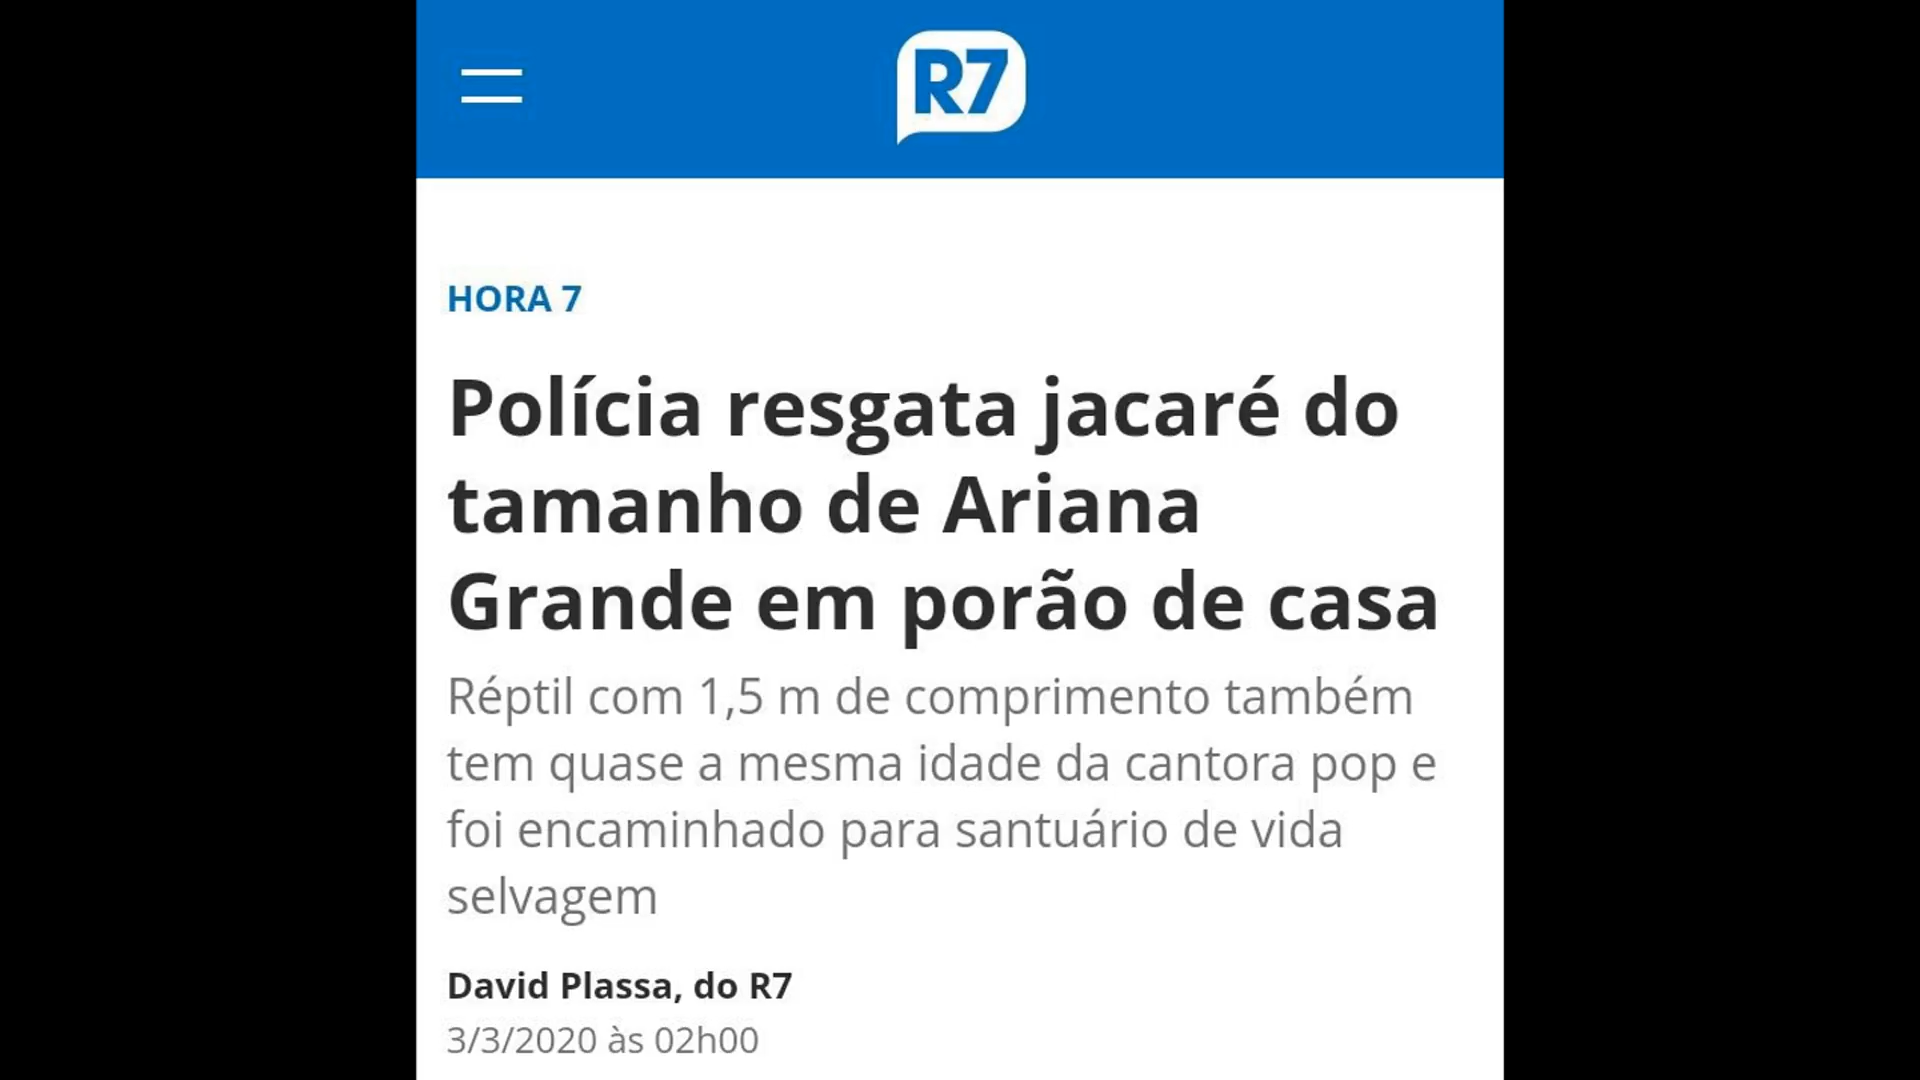 R7
HORA 7
Polícia resgata jacaré do
tamanho de Ariana
Grande em porão de casa
Réptil com 1,5 m de comprimento também
tem quase a mesma idade da cantora pop e
foi encaminhado para santuário de vida
selvagem
David Plassa, do R7
3/3/2020 às 02h00